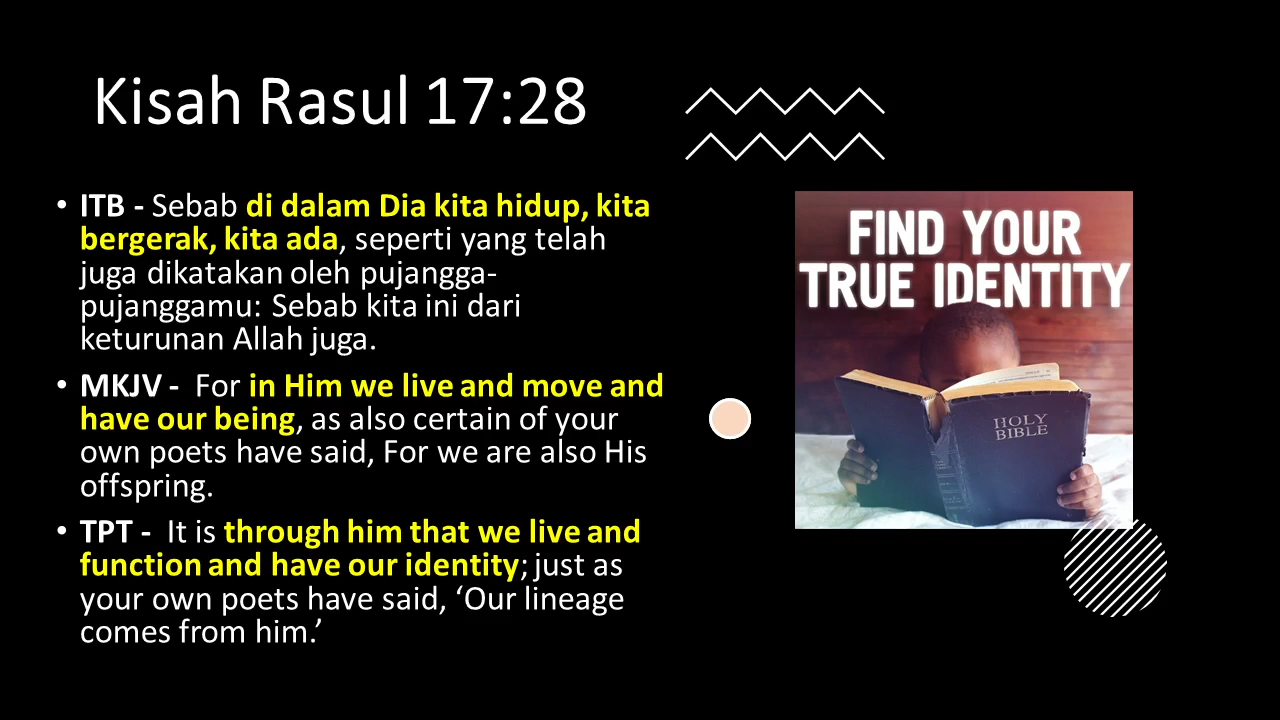 Kisah Rasul 17:28
• ITB - Sebab di dalam Dia kita hidup, kita
bergerak, kita ada, seperti yang telah
juga dikatakan oleh pujangga-
pujanggamu: Sebab kita ini dari
keturunan Allah juga.
• MKJV -  For in Him we live and move and
have our being, as also certain of your
own poets have said, For we are also His
offspring.
• TPT -  It is through him that we live and
function and have our identity; just as
your own poets have said, ‘Our lineage
comes from him.’
FIND YOUR
TRUE IDENTITY
HOLY
BIBLE